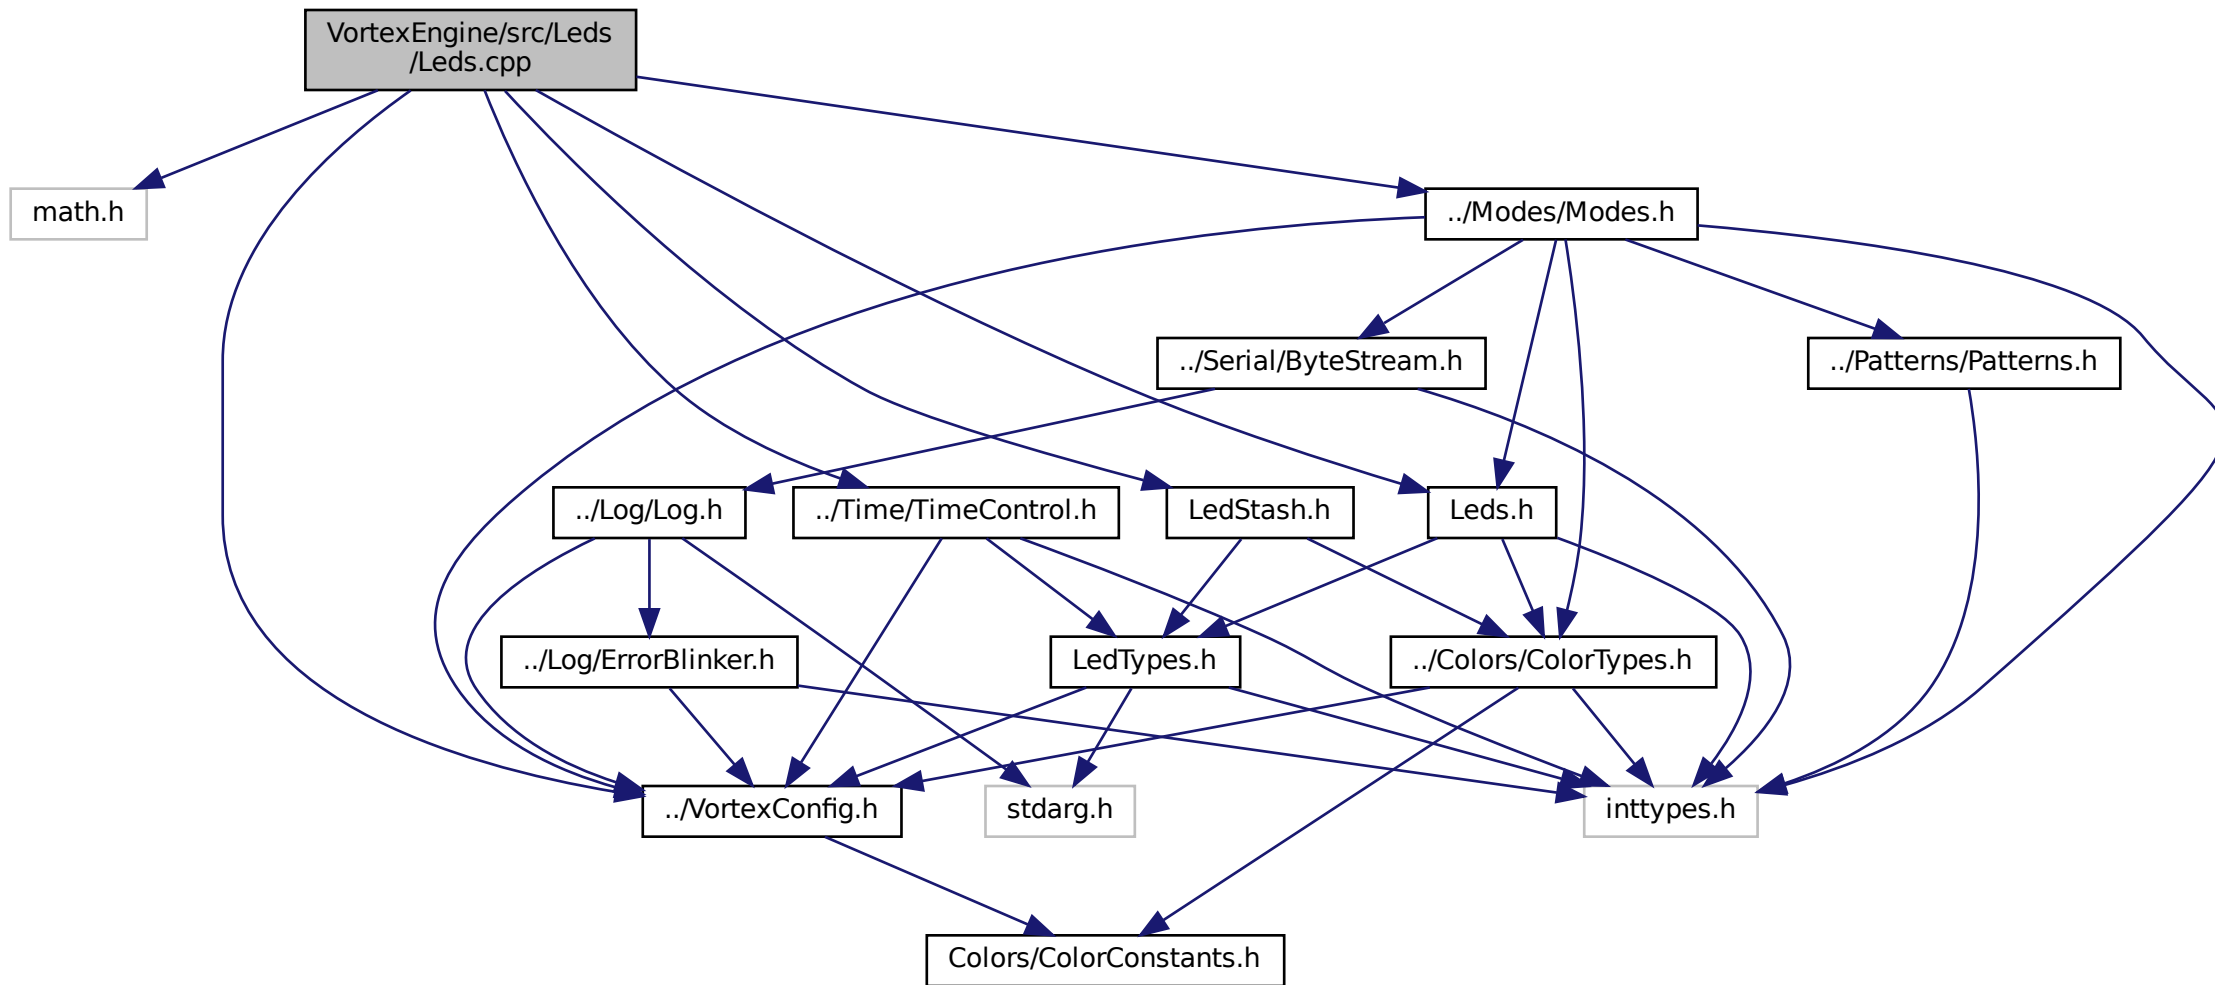 VortexEngine/src/Leds
/Leds.cpp
math.h
../Modes/Modes.h
../Serial/ByteStream.h
../Patterns/Patterns.h
../Log/Log.h
../Time/TimeControl.h
LedStash.h
Leds.h
../Log/ErrorBlinker.h
LedTypes.h
../Colors/ColorTypes.h
../VortexConfig.h
stdarg.h
inttypes.h
Colors/ColorConstants.h